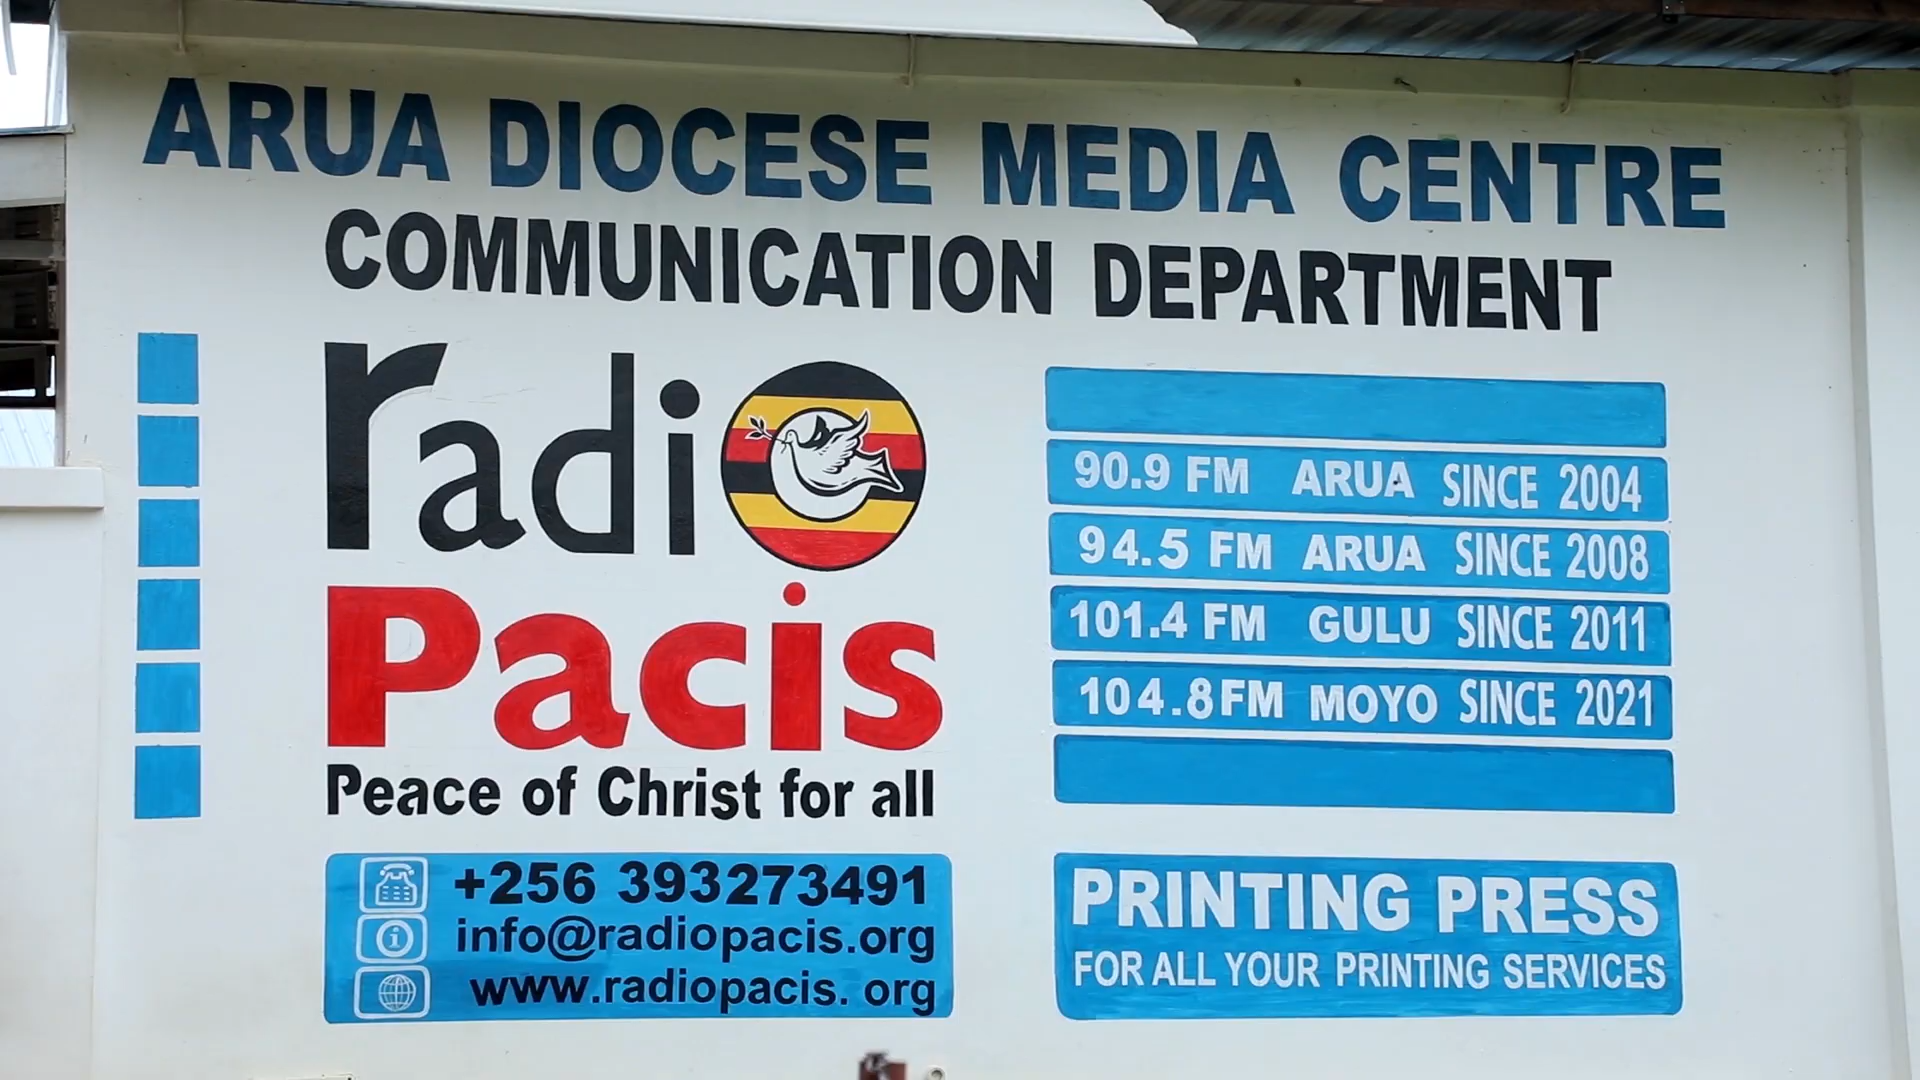 ARUA DIOCESE MEDIA CENTRE
COMMUNICATION DEPARTMENT
radio
Pacis
Peace of Christ for all
90.9 FM ARUA SINCE 2004
94.5 FM ARUA SINCE 2008
101.4 FM GULU SINCE 2011
104.8FM MOYO SINCE 2021
+256 393273491
info@radiopacis.org
www.radiopacis. org
PRINTING PRESS
FOR ALL YOUR PRINTING SERVICES